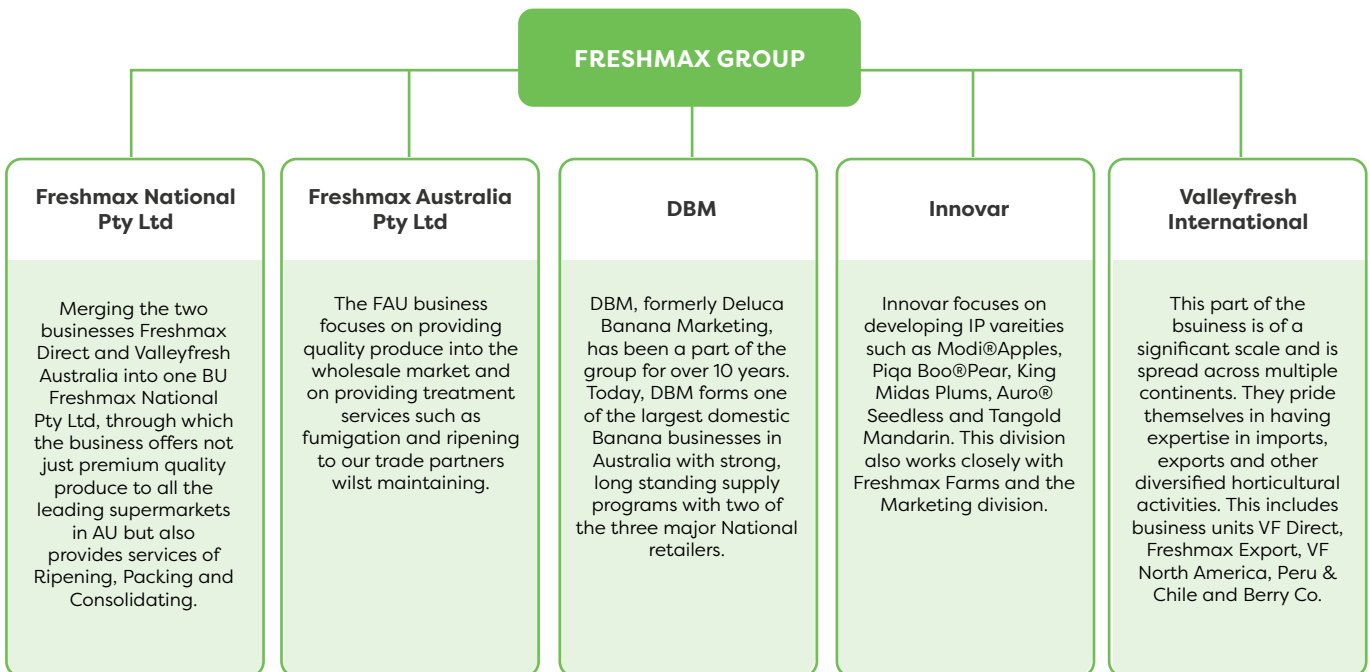 FRESHMAX GROUP
Freshmax National
Pty Ltd
Merging the two
businesses Freshmax
Direct and Valleyfresh
Australia into one BU
Freshmax National
Pty Ltd, through which
the business offers not
just premium quality
produce to all the
leading supermarkets
in AU but also
provides services of
Ripening, Packing and
Consolidating.
Freshmax Australia
Pty Ltd
The FAU business
focuses on providing
quality produce into the
wholesale market and
on providing treatment
services such as
fumigation and ripening
to our trade partners
wilst maintaining.
DBM
DBM, formerly Deluca
Banana Marketing,
has been a part of the
group for over 10 years.
Today, DBM forms one
of the largest domestic
Banana businesses in
Australia with strong,
long standing supply
programs with two of
the three major National
retailers.
Innovar
Innovar focuses on
developing IP vareities
such as Modi®Apples,
Piqa Boo®Pear, King
Midas Plums, Auro®
Seedless and Tangold
Mandarin. This division
also works closely with
Freshmax Farms and the
Marketing division.
Valleyfresh
International
This part of the
bsuiness is of a
significant scale and is
spread across multiple
continents. They pride
themselves in having
expertise in imports,
exports and other
diversified horticultural
activities. This includes
business units VF Direct,
Freshmax Export, VF
North America, Peru &
Chile and Berry Co.